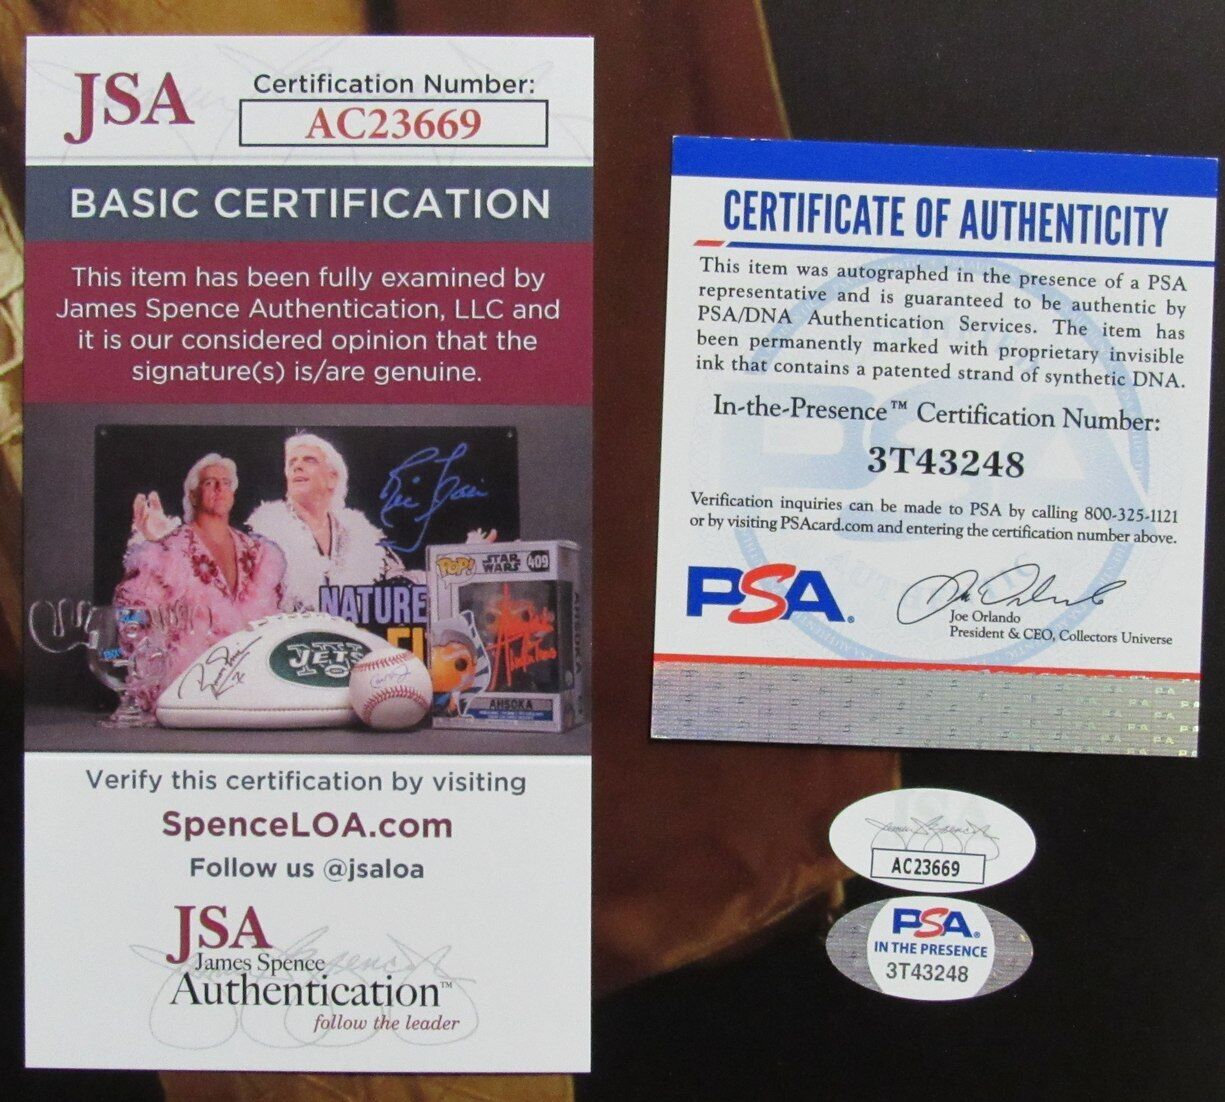 JSA
Certification Number:
AC23669
BASIC CERTIFICATION
This item has been fully examined by
James Spence Authentication, LLC and
it is our considered opinion that the
signature(s) is/are genuine.
NATURE
POP!
STAR
WARS
409
JETS
AHSOKA
Verify this certification by visiting
SpenceLOA.com
Follow us @jsaloa
JSA
James Spence
Authentication™
follow the leader
CERTIFICATE OF AUTHENTICITY
This item was autographed in the presence of a PSA
representative and is guaranteed to be authentic by
PSA/DNA Authentication Services. The item has
been permanently marked with proprietary invisible
ink that contains a patented strand of synthetic DNA.
In-the-Presence™ Certification Number:
3T43248
Verification inquiries can be made to PSA by calling 800-325-1121
or by visiting PSAcard.com and entering the certification number above.
PSA.
Joe Orlando
President & CEO, Collectors Universe
JSA
AC23669
PSA.
IN THE PRESENCE
3T43248